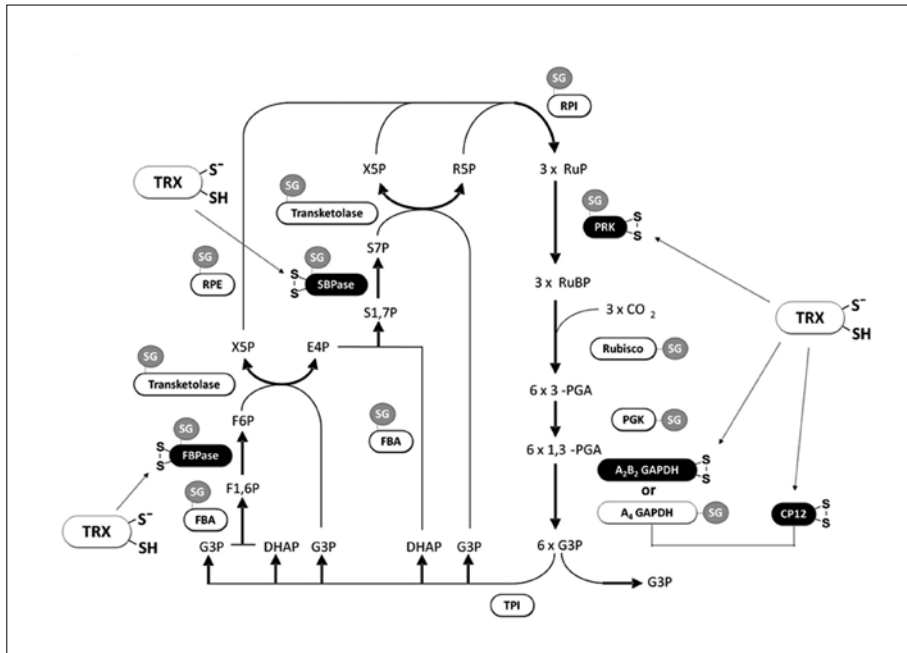 SG
RPI
X5P
R5P
3 x RuP
S⁻
TRX
SH
SG
Transketolase
SG
PRK
S
S
S7P
SG
RPE
SG
S
S
SBPase
3 x RuBP
S1,7P
3 x CO₂
S⁻
TRX
SH
X5P
E4P
Rubisco
SG
SG
Transketolase
6 x 3 -PGA
F6P
SG
FBA
PGK
SG
SG
S
S
FBPase
6 x 1,3 -PGA
S
S
A₂B₂ GAPDH
F1,6P
or
SG
FBA
A₄ GAPDH
SG
CP12
S
S
S⁻
TRX
SH
G3P
DHAP
G3P
DHAP
G3P
6 x G3P
G3P
TPI